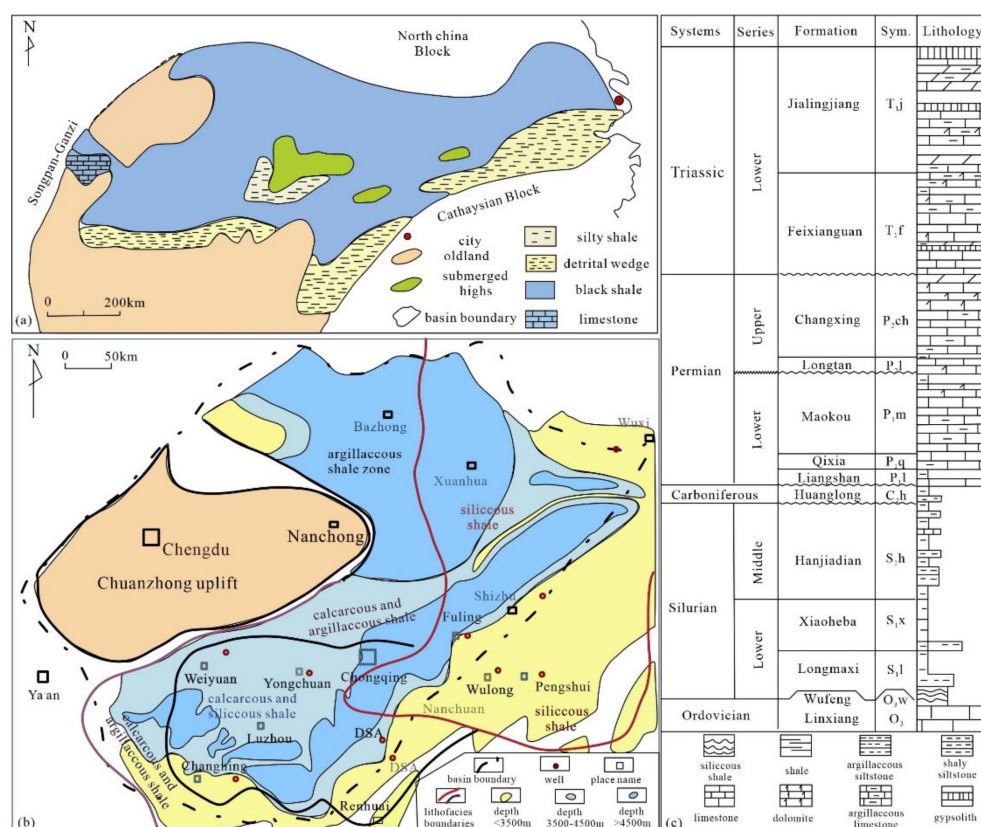 N
North china
Block
Songpan-Ganzi
Cathaysian Block
city
oldland
submerged
highs
basin boundary
silty shale
detrital wedge
black shale
limestone
0 200km
(a)
N
0 50km
Bazhong
argillaccous
shale zone
Xuanhua
Wuxi
siliccous
shale
Chengdu
Nanchong
Chuanzhong uplift
calcarcous and
argillaccous shale
Shizhu
Fuling
Ya an
Weiyuan
Yongchuan
Chongqing
Wulong
Pengshui
calcarcous and
siliccous shale
Nanchuan
siliccous
shale
Luzhou
DSA
DSA
calcarcous and
argillaccous shale
Changning
Renhuai
basin boundary
well
place name
lithofacies
boundaries
depth
<3500m
depth
3500-4500m
depth
>4500m
(b)
Systems Series Formation Sym. Lithology
Triassic
Lower
Jialingjiang T₁j
Feixianguan T₁f
Permian
Upper
Changxing P₂ch
Longtan P₂l
Lower
Maokou P₁m
Qixia P₁q
Liangshan P₁l
Carboniferous Huanglong C₂h
Silurian
Middle
Hanjiadian S₂h
Lower
Xiaoheba S₁x
Longmaxi S₁l
Ordovician
Wufeng O₃w
Linxiang O₃
siliccous
shale
shale
argillaccous
siltstone
shaly
siltstone
limestone
dolomite
argillaccous
limestone
gypsolith
(c)